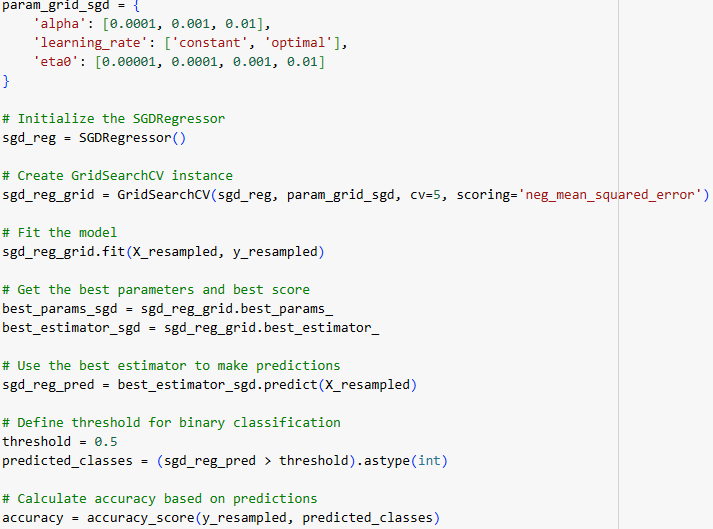 param_grid_sgd = {
    'alpha': [0.0001, 0.001, 0.01],
    'learning_rate': ['constant', 'optimal'],
    'eta0': [0.00001, 0.0001, 0.001, 0.01]
}

# Initialize the SGDRegressor
sgd_reg = SGDRegressor()

# Create GridSearchCV instance
sgd_reg_grid = GridSearchCV(sgd_reg, param_grid_sgd, cv=5, scoring='neg_mean_squared_error')

# Fit the model
sgd_reg_grid.fit(X_resampled, y_resampled)

# Get the best parameters and best score
best_params_sgd = sgd_reg_grid.best_params_
best_estimator_sgd = sgd_reg_grid.best_estimator_

# Use the best estimator to make predictions
sgd_reg_pred = best_estimator_sgd.predict(X_resampled)

# Define threshold for binary classification
threshold = 0.5
predicted_classes = (sgd_reg_pred > threshold).astype(int)

# Calculate accuracy based on predictions
accuracy = accuracy_score(y_resampled, predicted_classes)